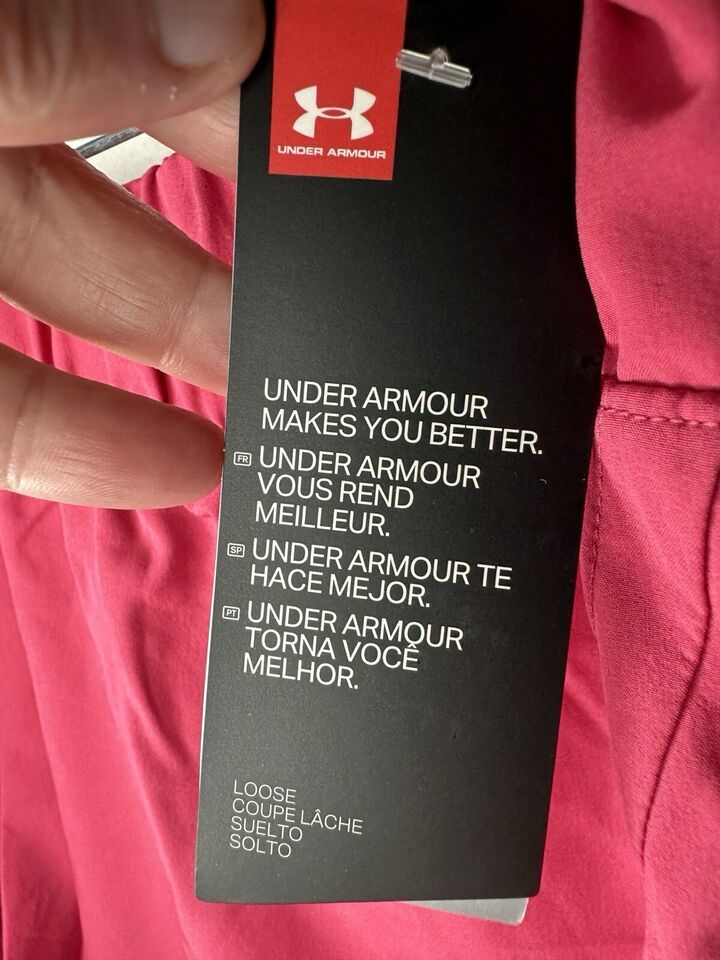 UNDER ARMOUR
UNDER ARMOUR
MAKES YOU BETTER.
FR UNDER ARMOUR
VOUS REND
MEILLEUR.
SP UNDER ARMOUR TE
HACE MEJOR.
PT UNDER ARMOUR
TORNA VOCÊ
MELHOR.
LOOSE
COUPE LÂCHE
SUELTO
SOLTO